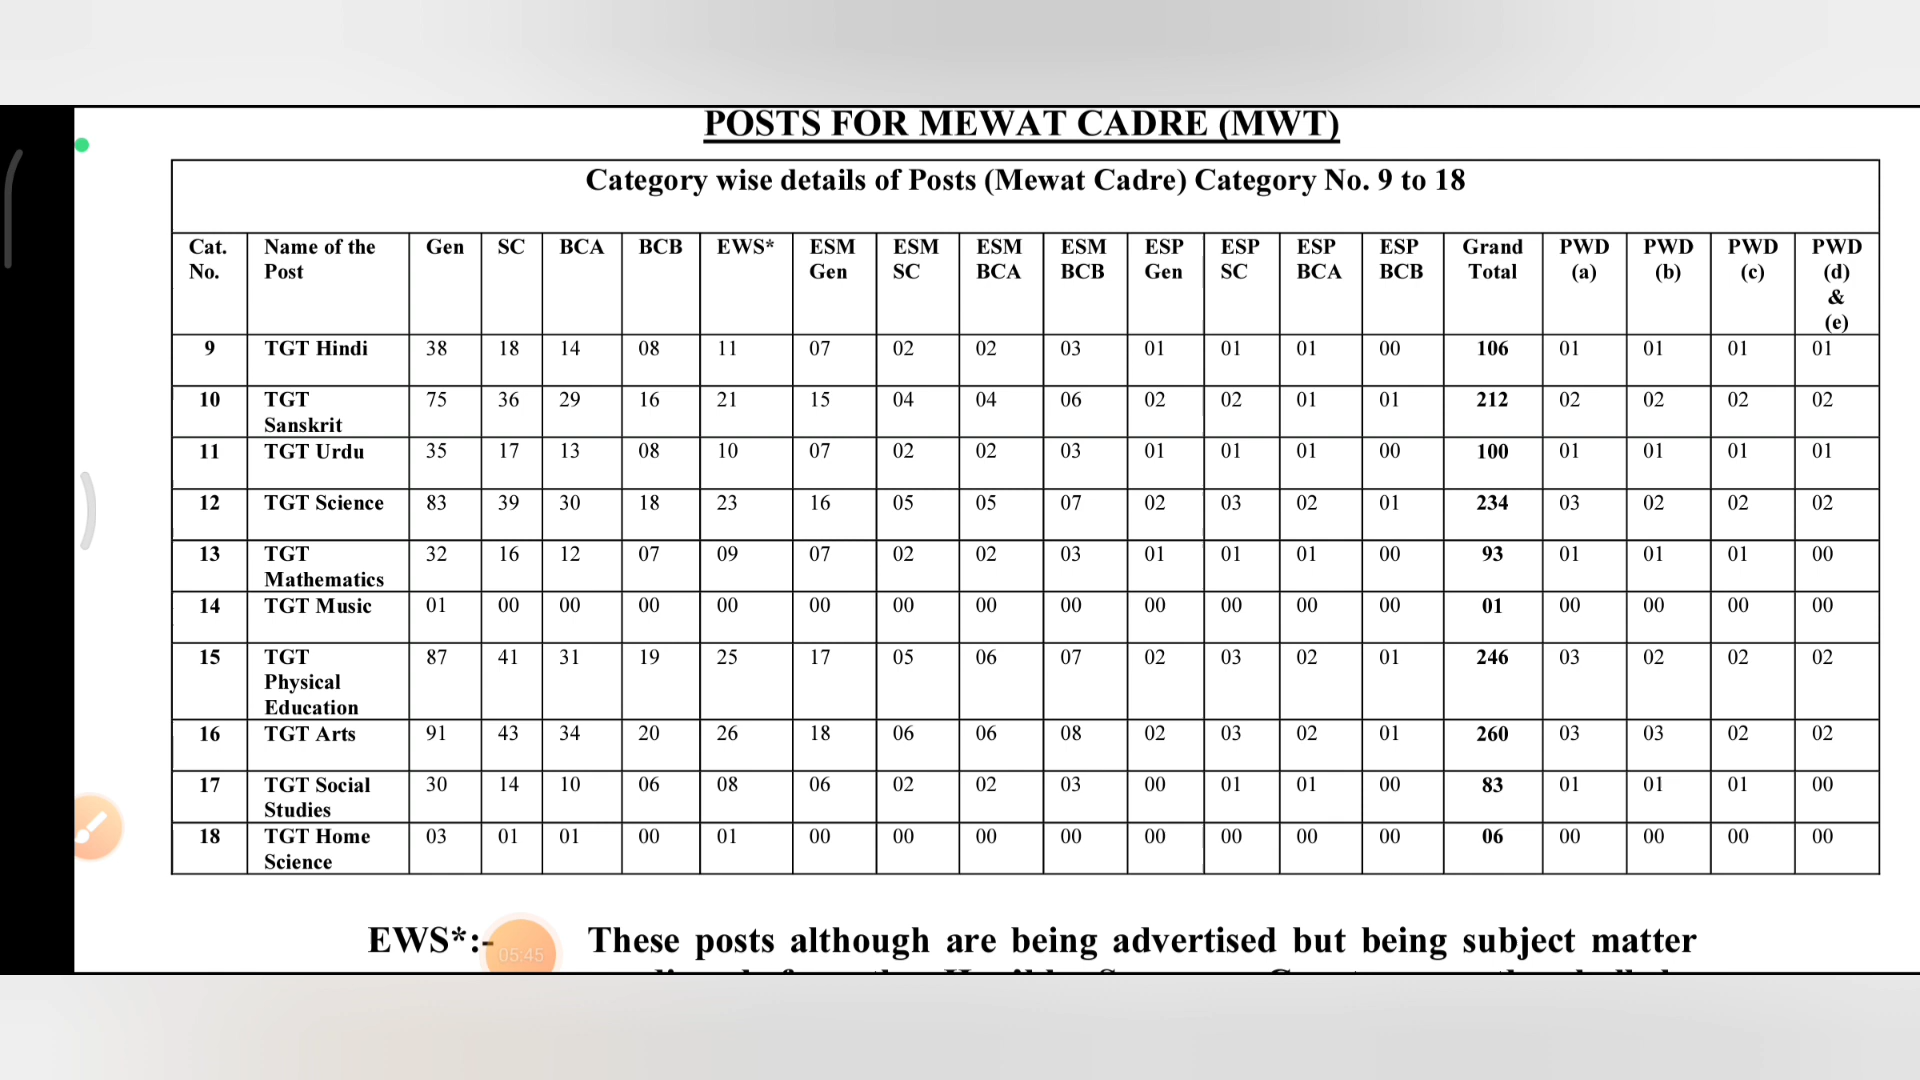 POSTS FOR MEWAT CADRE (MWT)
Category wise details of Posts (Mewat Cadre) Category No. 9 to 18
Cat. No. Name of the Post Gen SC BCA BCB EWS* ESM Gen ESM SC ESM BCA ESM BCB ESP Gen ESP SC ESP BCA ESP BCB Grand Total PWD (a) PWD (b) PWD (c) PWD (d) & (e)
9 TGT Hindi 38 18 14 08 11 07 02 02 03 01 01 01 00 106 01 01 01 01
10 TGT Sanskrit 75 36 29 16 21 15 04 04 06 02 02 01 01 212 02 02 02 02
11 TGT Urdu 35 17 13 08 10 07 02 02 03 01 01 01 00 100 01 01 01 01
12 TGT Science 83 39 30 18 23 16 05 05 07 02 03 02 01 234 03 02 02 02
13 TGT Mathematics 32 16 12 07 09 07 02 02 03 01 01 01 00 93 01 01 01 00
14 TGT Music 01 00 00 00 00 00 00 00 00 00 00 00 00 01 00 00 00 00
15 TGT Physical Education 87 41 31 19 25 17 05 06 07 02 03 02 01 246 03 02 02 02
16 TGT Arts 91 43 34 20 26 18 06 06 08 02 03 02 01 260 03 03 02 02
17 TGT Social Studies 30 14 10 06 08 06 02 02 03 00 01 01 00 83 01 01 01 00
18 TGT Home Science 03 01 01 00 01 00 00 00 00 00 00 00 00 06 00 00 00 00
EWS*:- These posts although are being advertised but being subject matter
05:45